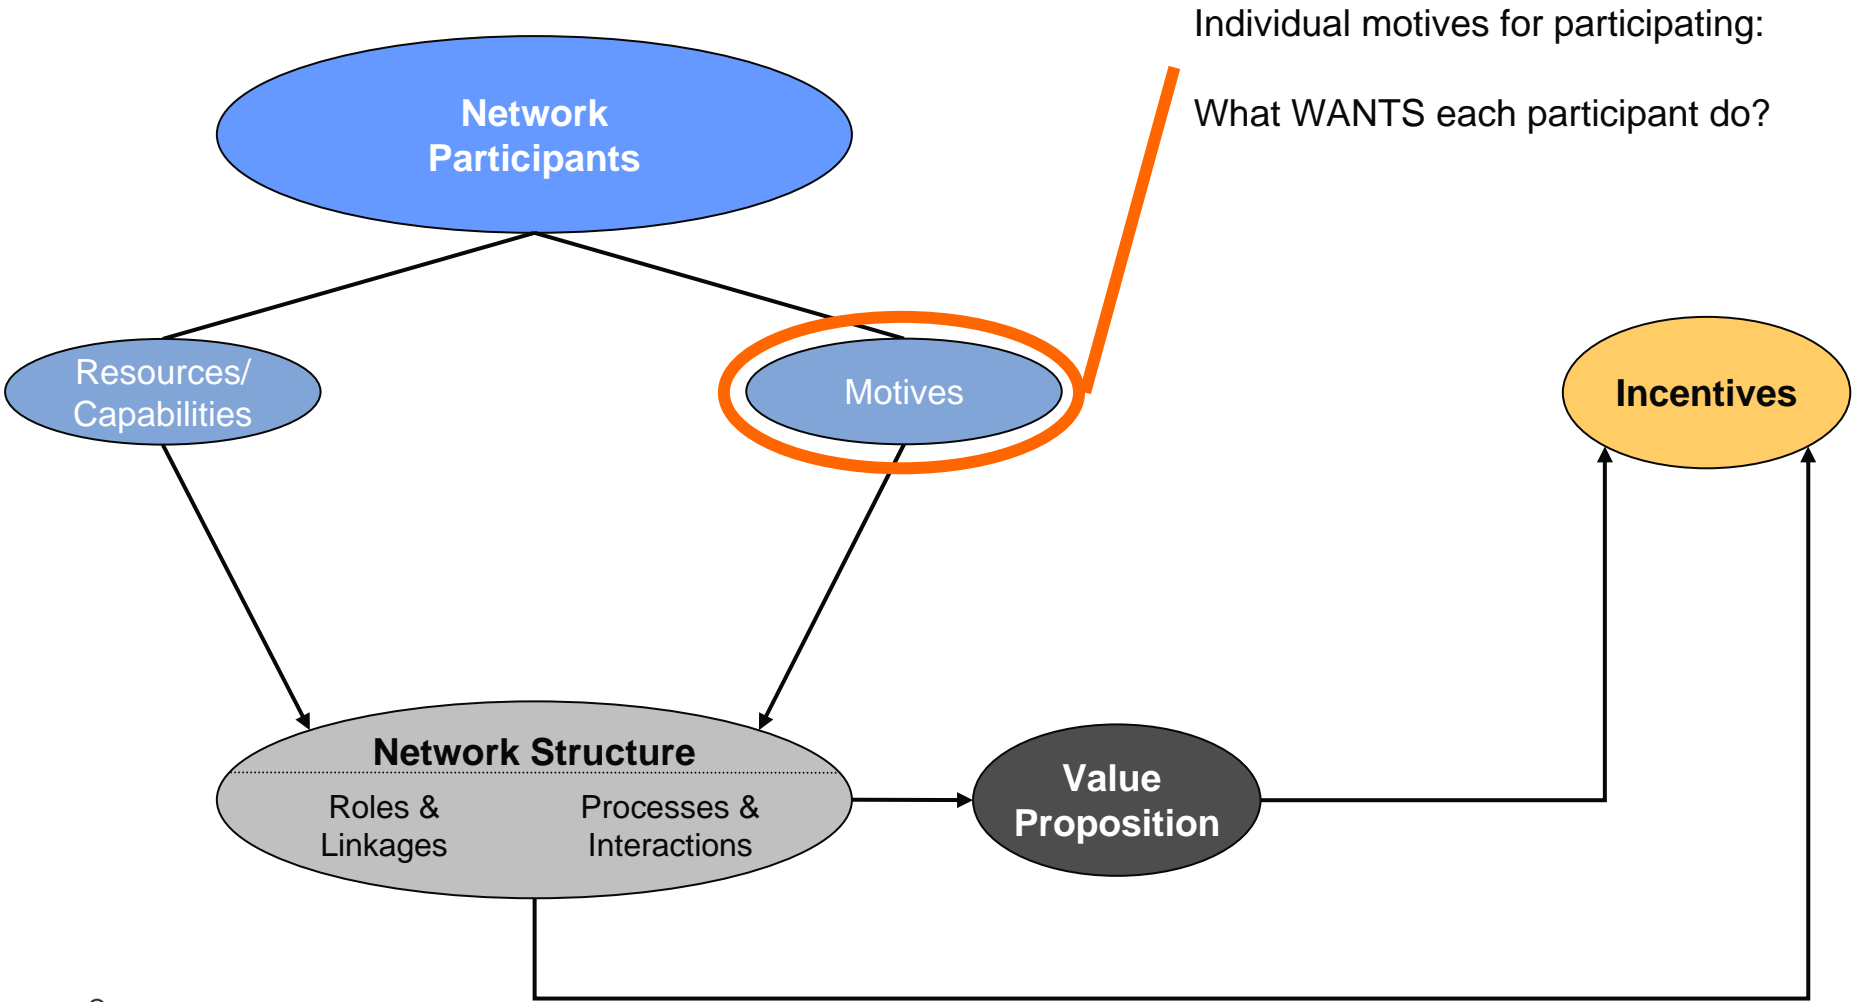 Individual motives for participating:
What WANTS each participant do?
Network
Participants
Resources/
Capabilities
Motives
Incentives
Network Structure
Roles &
Linkages
Processes &
Interactions
Value
Proposition